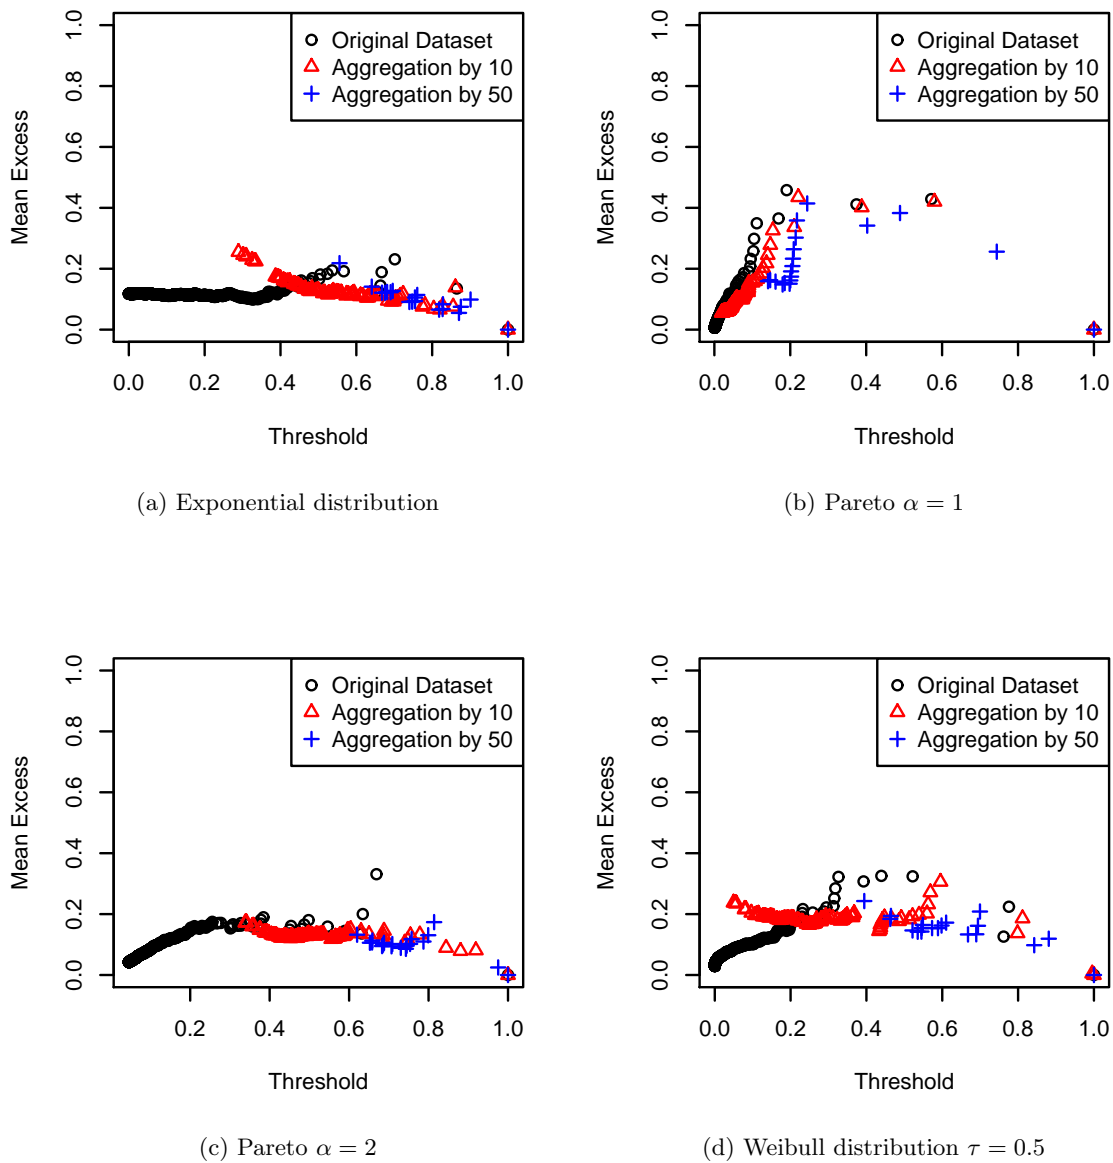 Mean Excess
0.0 0.2 0.4 0.6 0.8 1.0
Original Dataset
Aggregation by 10
Aggregation by 50
0.0 0.2 0.4 0.6 0.8 1.0
Threshold
(a) Exponential distribution
Mean Excess
0.0 0.2 0.4 0.6 0.8 1.0
Original Dataset
Aggregation by 10
Aggregation by 50
0.0 0.2 0.4 0.6 0.8 1.0
Threshold
(b) Pareto α = 1
Mean Excess
0.0 0.2 0.4 0.6 0.8 1.0
Original Dataset
Aggregation by 10
Aggregation by 50
0.2 0.4 0.6 0.8 1.0
Threshold
(c) Pareto α = 2
Mean Excess
0.0 0.2 0.4 0.6 0.8 1.0
Original Dataset
Aggregation by 10
Aggregation by 50
0.0 0.2 0.4 0.6 0.8 1.0
Threshold
(d) Weibull distribution τ = 0.5